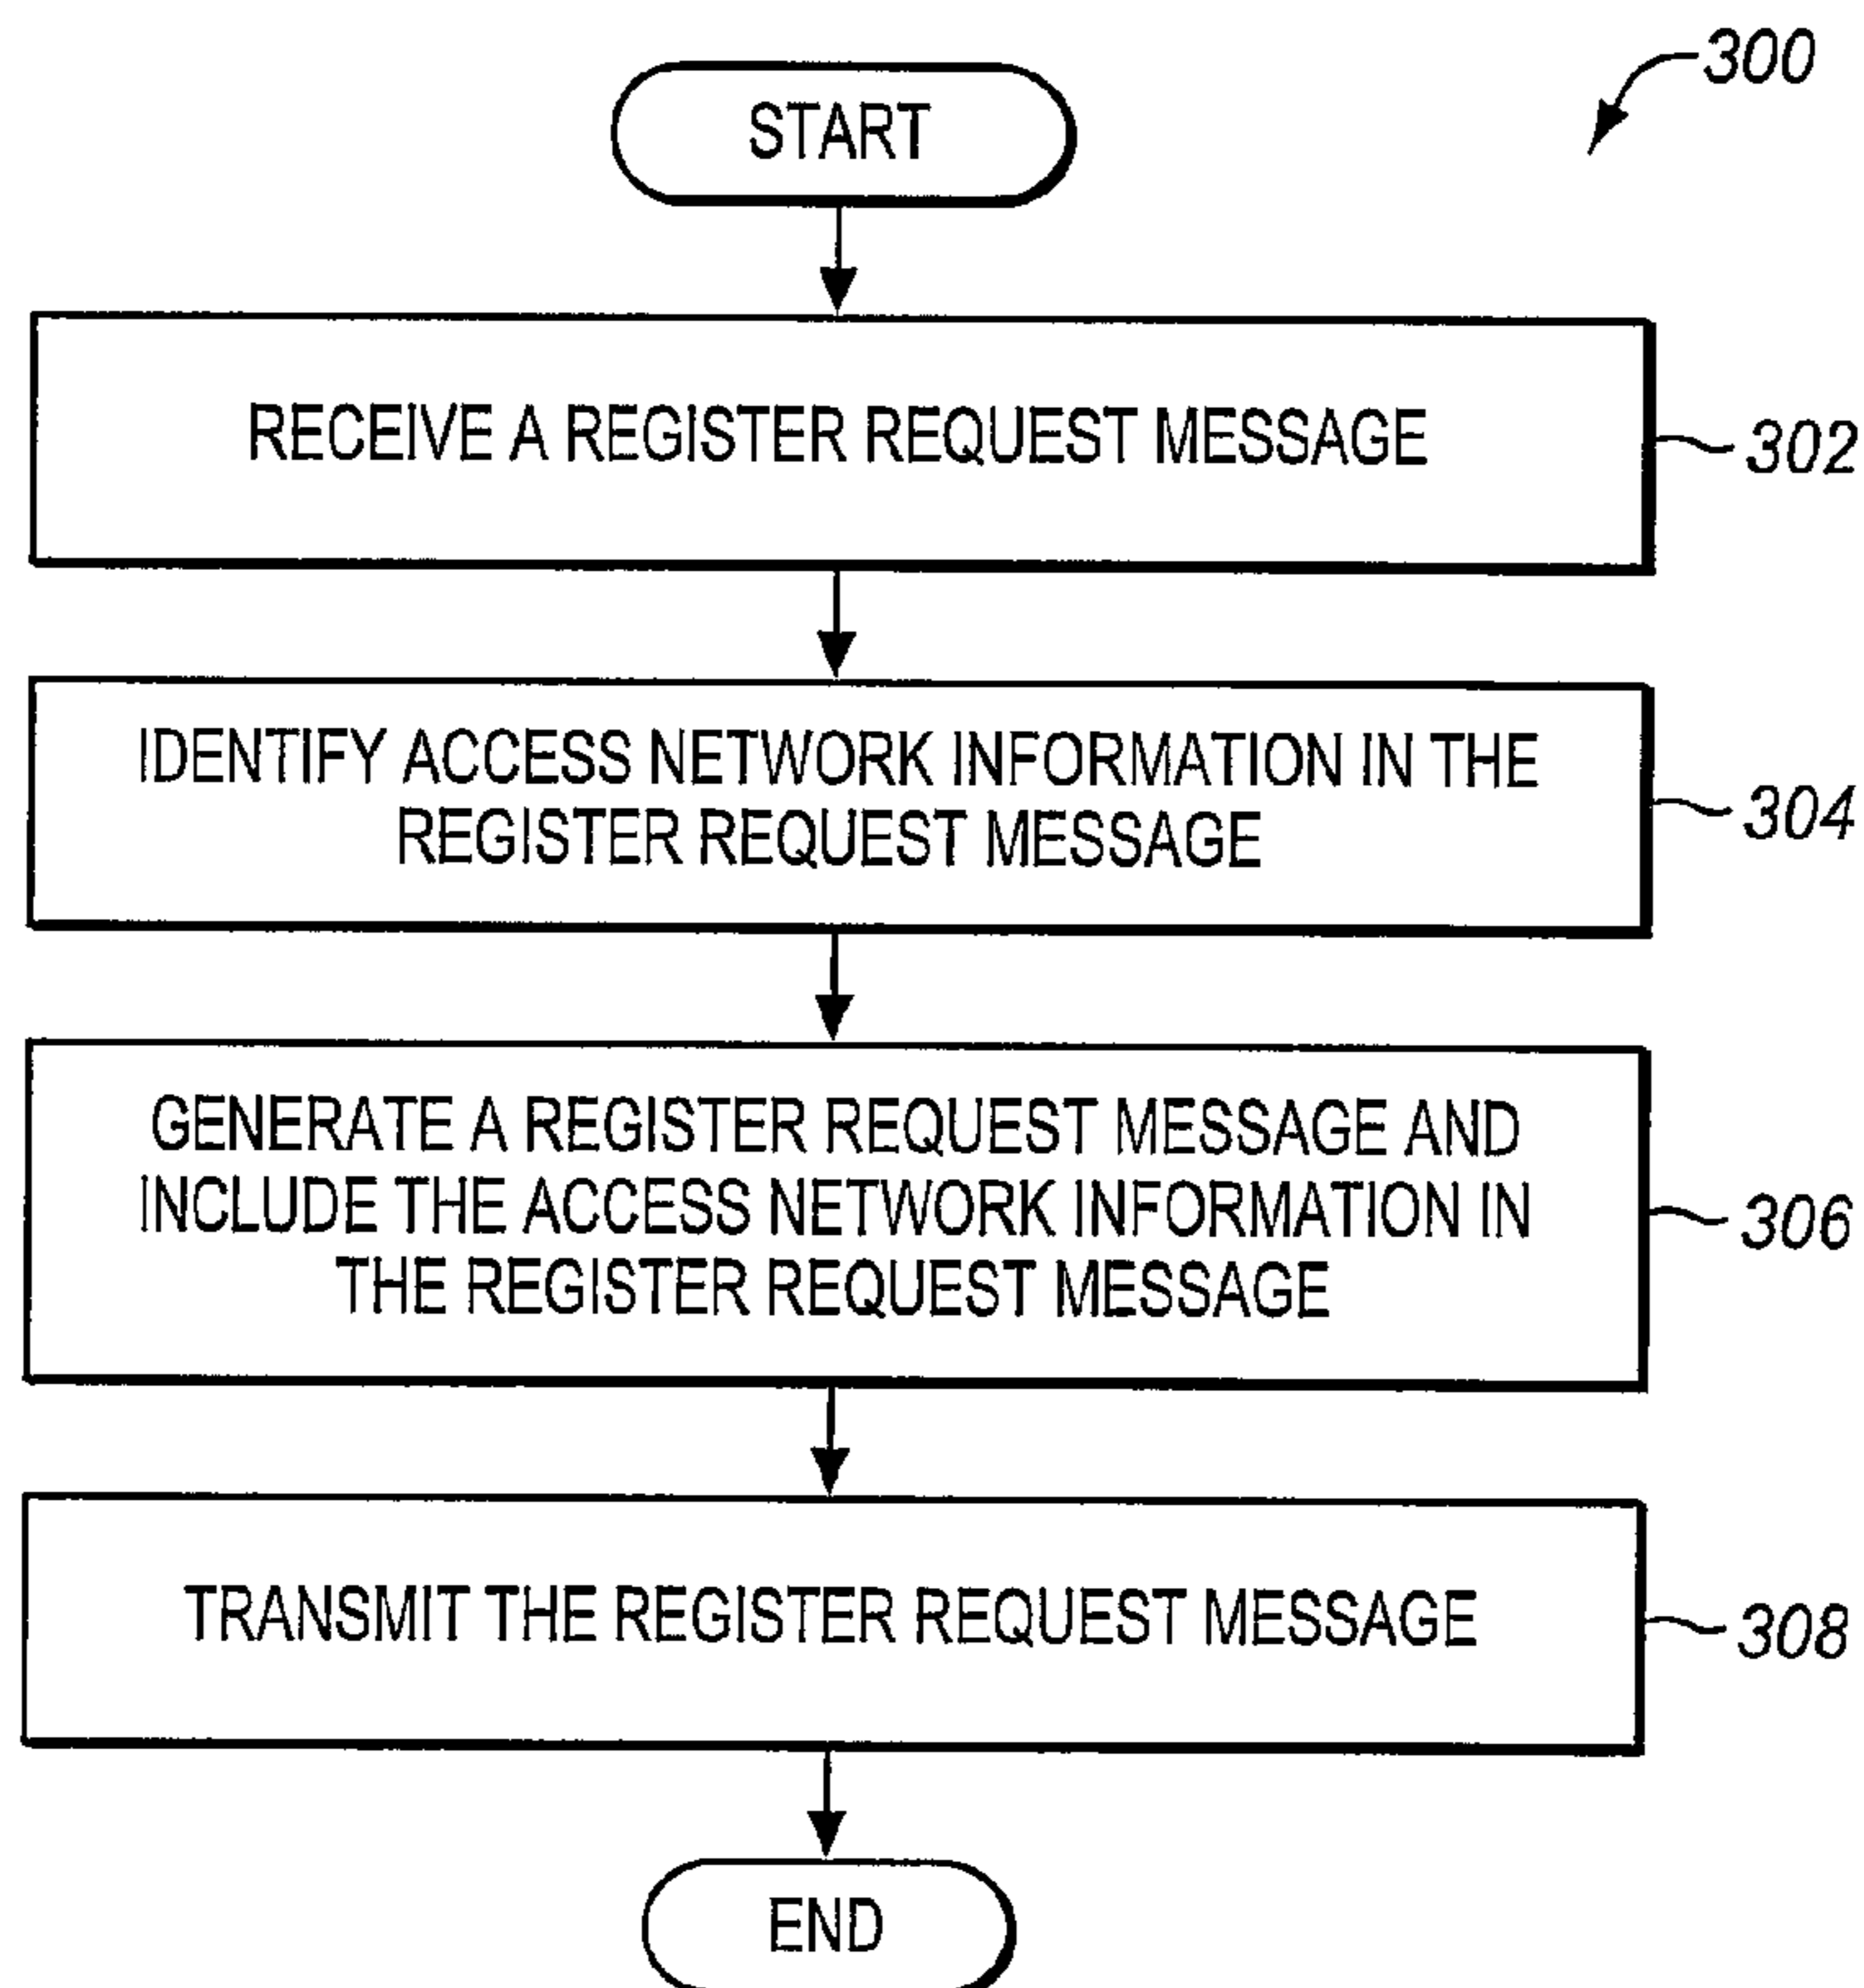 300
START
RECEIVE A REGISTER REQUEST MESSAGE
302
IDENTIFY ACCESS NETWORK INFORMATION IN THE
REGISTER REQUEST MESSAGE
304
GENERATE A REGISTER REQUEST MESSAGE AND
INCLUDE THE ACCESS NETWORK INFORMATION IN
THE REGISTER REQUEST MESSAGE
306
TRANSMIT THE REGISTER REQUEST MESSAGE
308
END